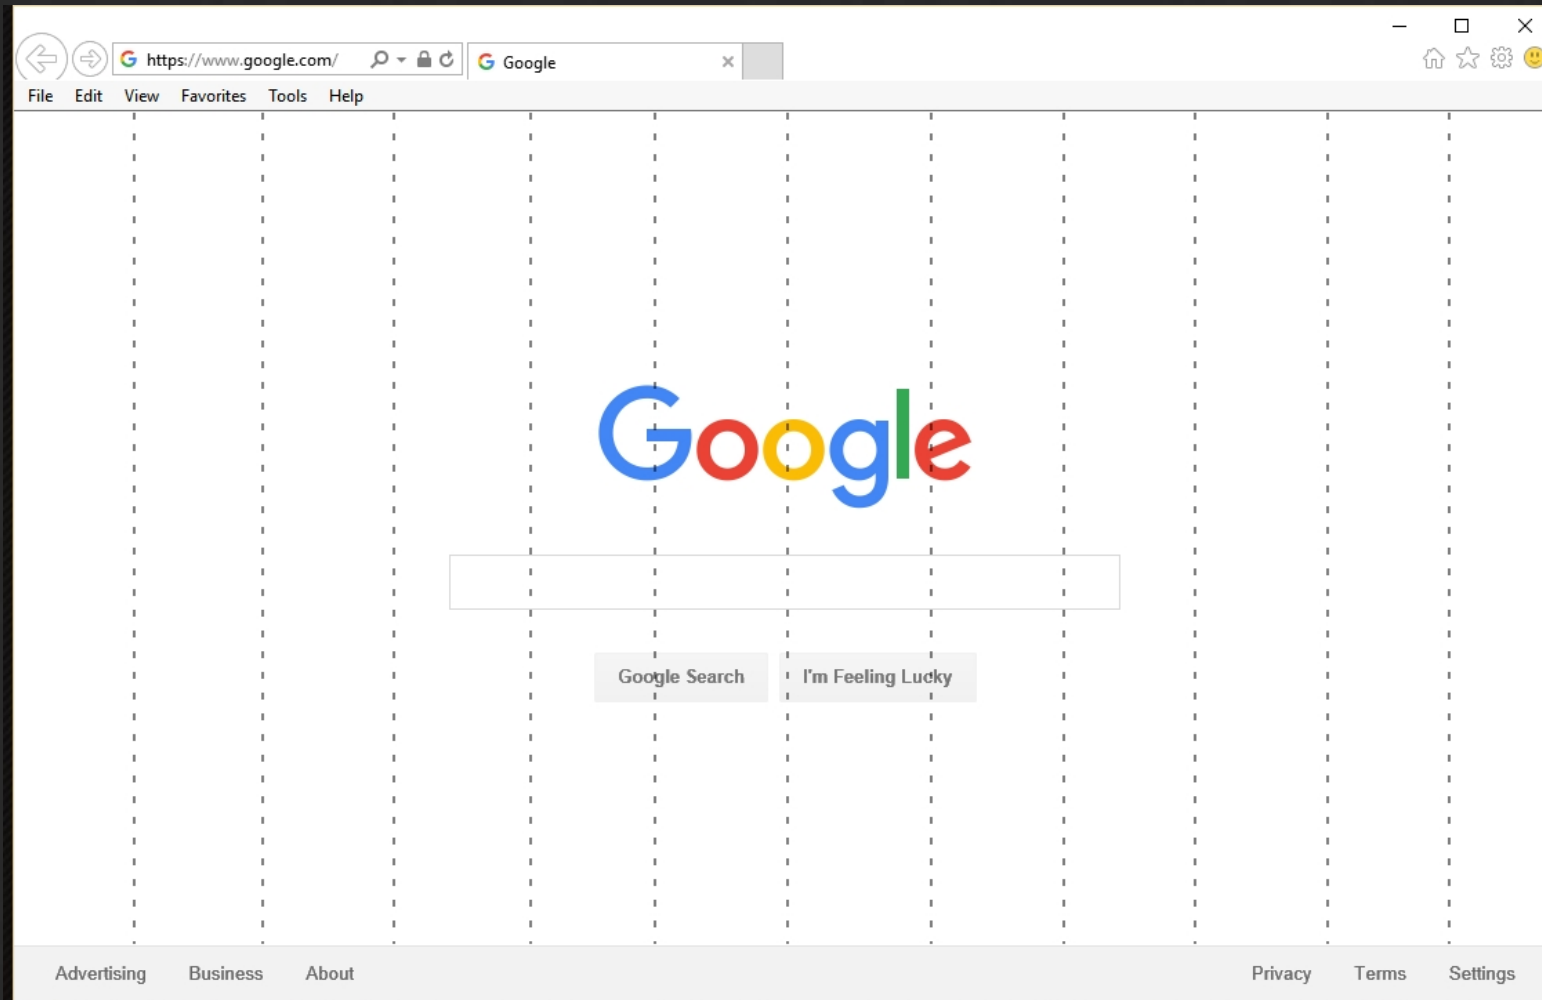 https://www.google.com/
Google
File Edit View Favorites Tools Help
Google
Google Search I'm Feeling Lucky
Advertising Business About Privacy Terms Settings